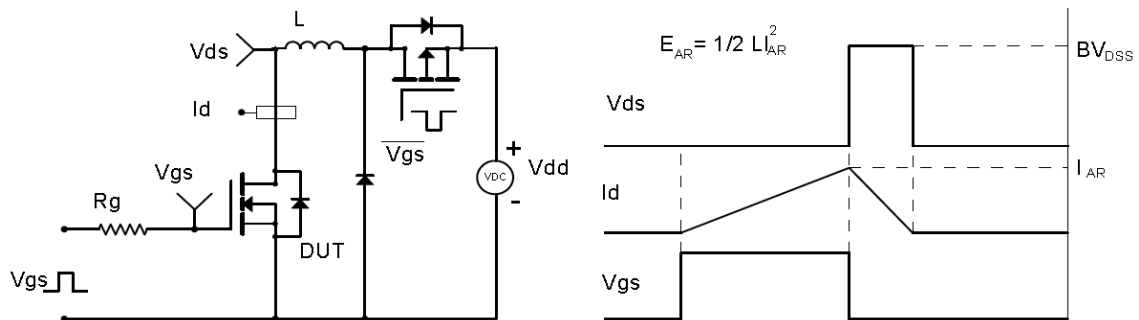 L
Vds
Id
Vgs
Vgs
Rg
DUT
Vgs
VDC
+
Vdd
-
E_AR = 1/2 LI_AR^2
BV_DSS
Vds
I_AR
Id
Vgs